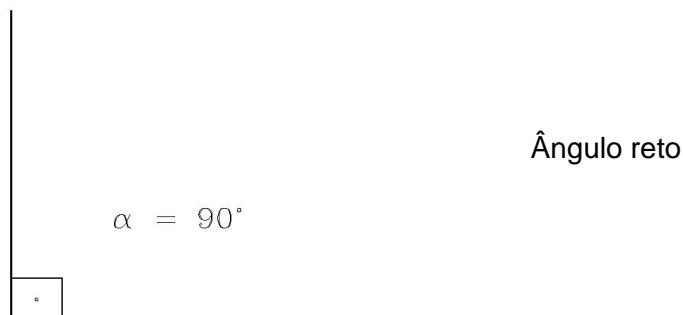 Ângulo reto
α = 90°